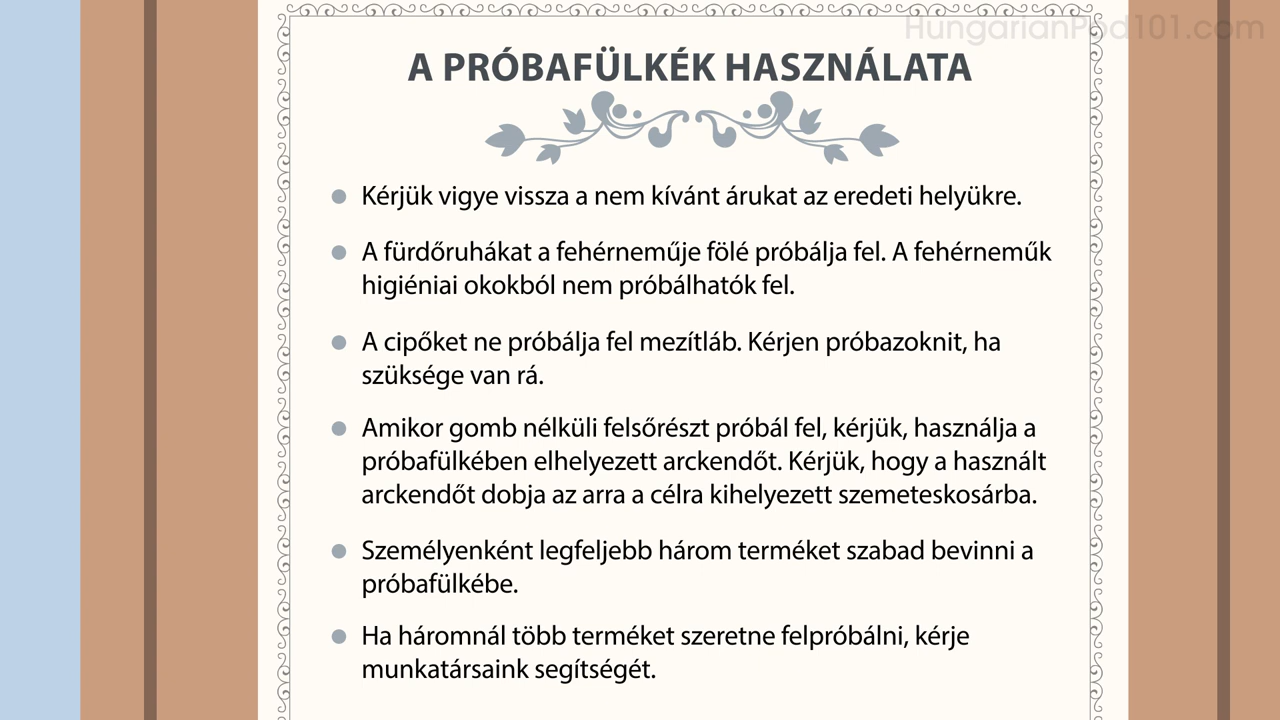 HungarianPod101.com
A PRÓBAFÜLKÉK HASZNÁLATA
Kérjük vigye vissza a nem kívánt árukat az eredeti helyükre.
A fürdőruhákat a fehérneműje fölé próbálja fel. A fehérneműk
higiéniai okokból nem próbálhatók fel.
A cipőket ne próbálja fel mezítláb. Kérjen próbazoknit, ha
szüksége van rá.
Amikor gomb nélküli felsőrészt próbál fel, kérjük, használja a
próbafülkében elhelyezett arckendőt. Kérjük, hogy a használt
arckendőt dobja az arra a célra kihelyezett szemeteskosárba.
Személyenként legfeljebb három terméket szabad bevinni a
próbafülkébe.
Ha háromnál több terméket szeretne felpróbálni, kérje
munkatársaink segítségét.